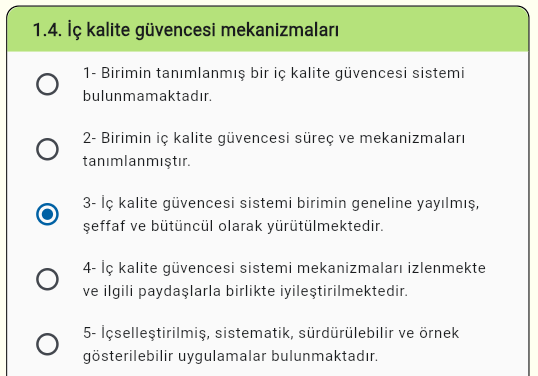 1.4. İç kalite güvencesi mekanizmaları
1- Birimin tanımlanmış bir iç kalite güvencesi sistemi
bulunmamaktadır.
2- Birimin iç kalite güvencesi süreç ve mekanizmaları
tanımlanmıştır.
3- İç kalite güvencesi sistemi birimin geneline yayılmış,
şeffaf ve bütüncül olarak yürütülmektedir.
4- İç kalite güvencesi sistemi mekanizmaları izlenmekte
ve ilgili paydaşlarla birlikte iyileştirilmektedir.
5- İçselleştirilmiş, sistematik, sürdürülebilir ve örnek
gösterilebilir uygulamalar bulunmaktadır.